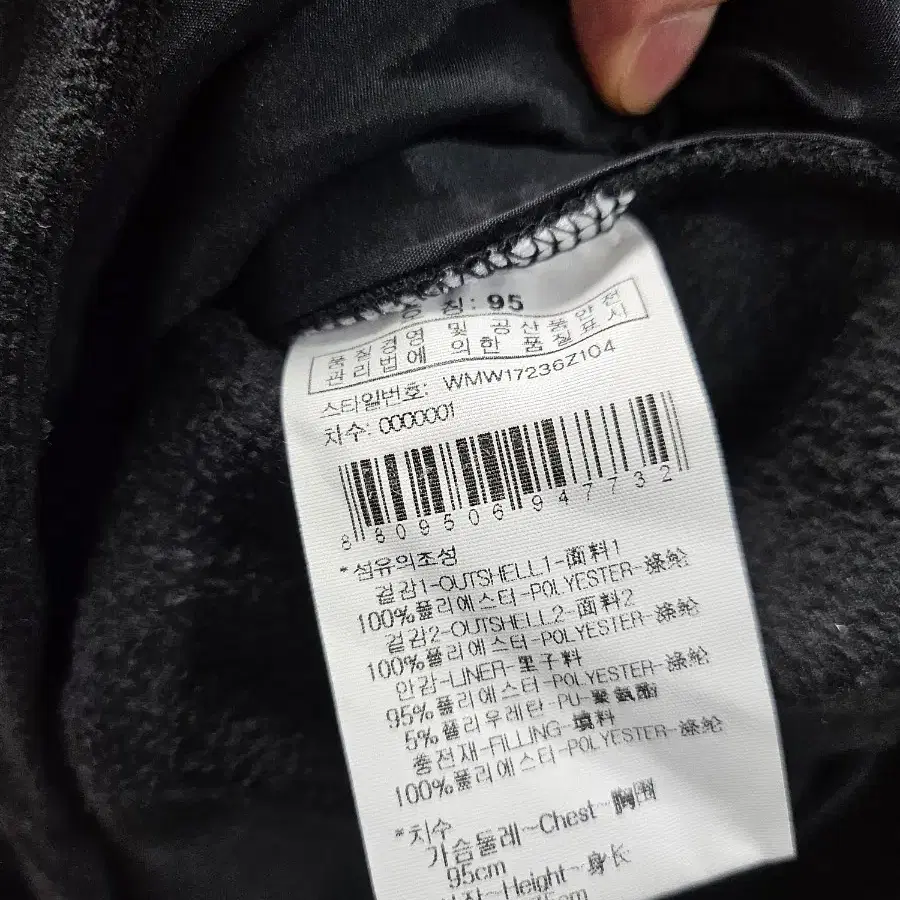 호 칭: 95
품질경영 및 공산품안전
관리법에 의한 품질표시
스타일번호: WMW17236Z104
치수: 0000001
8809506947732
*섬유의조성
겉감1-OUTSHELL1-面料1
100%폴리에스터-POLYESTER-涤纶
겉감2-OUTSHELL2-面料2
100%폴리에스터-POLYESTER-涤纶
안감-LINER-里子料
95%폴리에스터-POLYESTER-涤纶
5%폴리우레탄-PU-聚氨酯
충전재-FILLING-填料
100%폴리에스터-POLYESTER-涤纶
*치수
가슴둘레-Chest-胸围
95cm
Height-身长